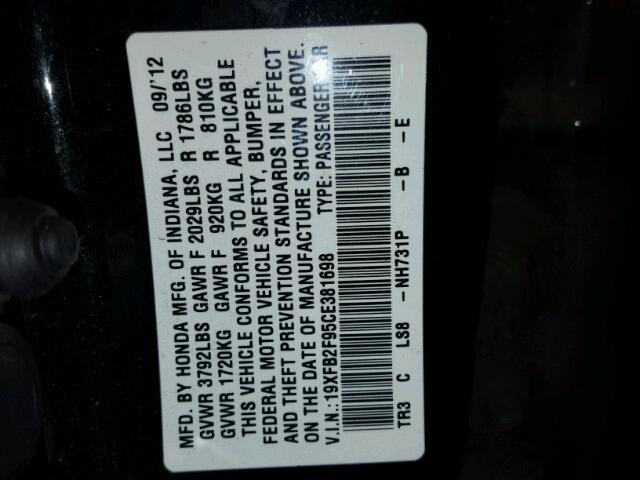 MFD. BY HONDA MFG. OF INDIANA, LLC 09/12
GVWR 3792LBS GAWR F 2029LBS R 1786LBS
GVWR 1720KG GAWR F 920KG R 810KG
THIS VEHICLE CONFORMS TO ALL APPLICABLE
FEDERAL MOTOR VEHICLE SAFETY, BUMPER,
AND THEFT PREVENTION STANDARDS IN EFFECT
ON THE DATE OF MANUFACTURE SHOWN ABOVE.
V.I.N.:19XFB2F95CE381698 TYPE: PASSENGER CAR
TR3 C LS8 -NH731P -B -E